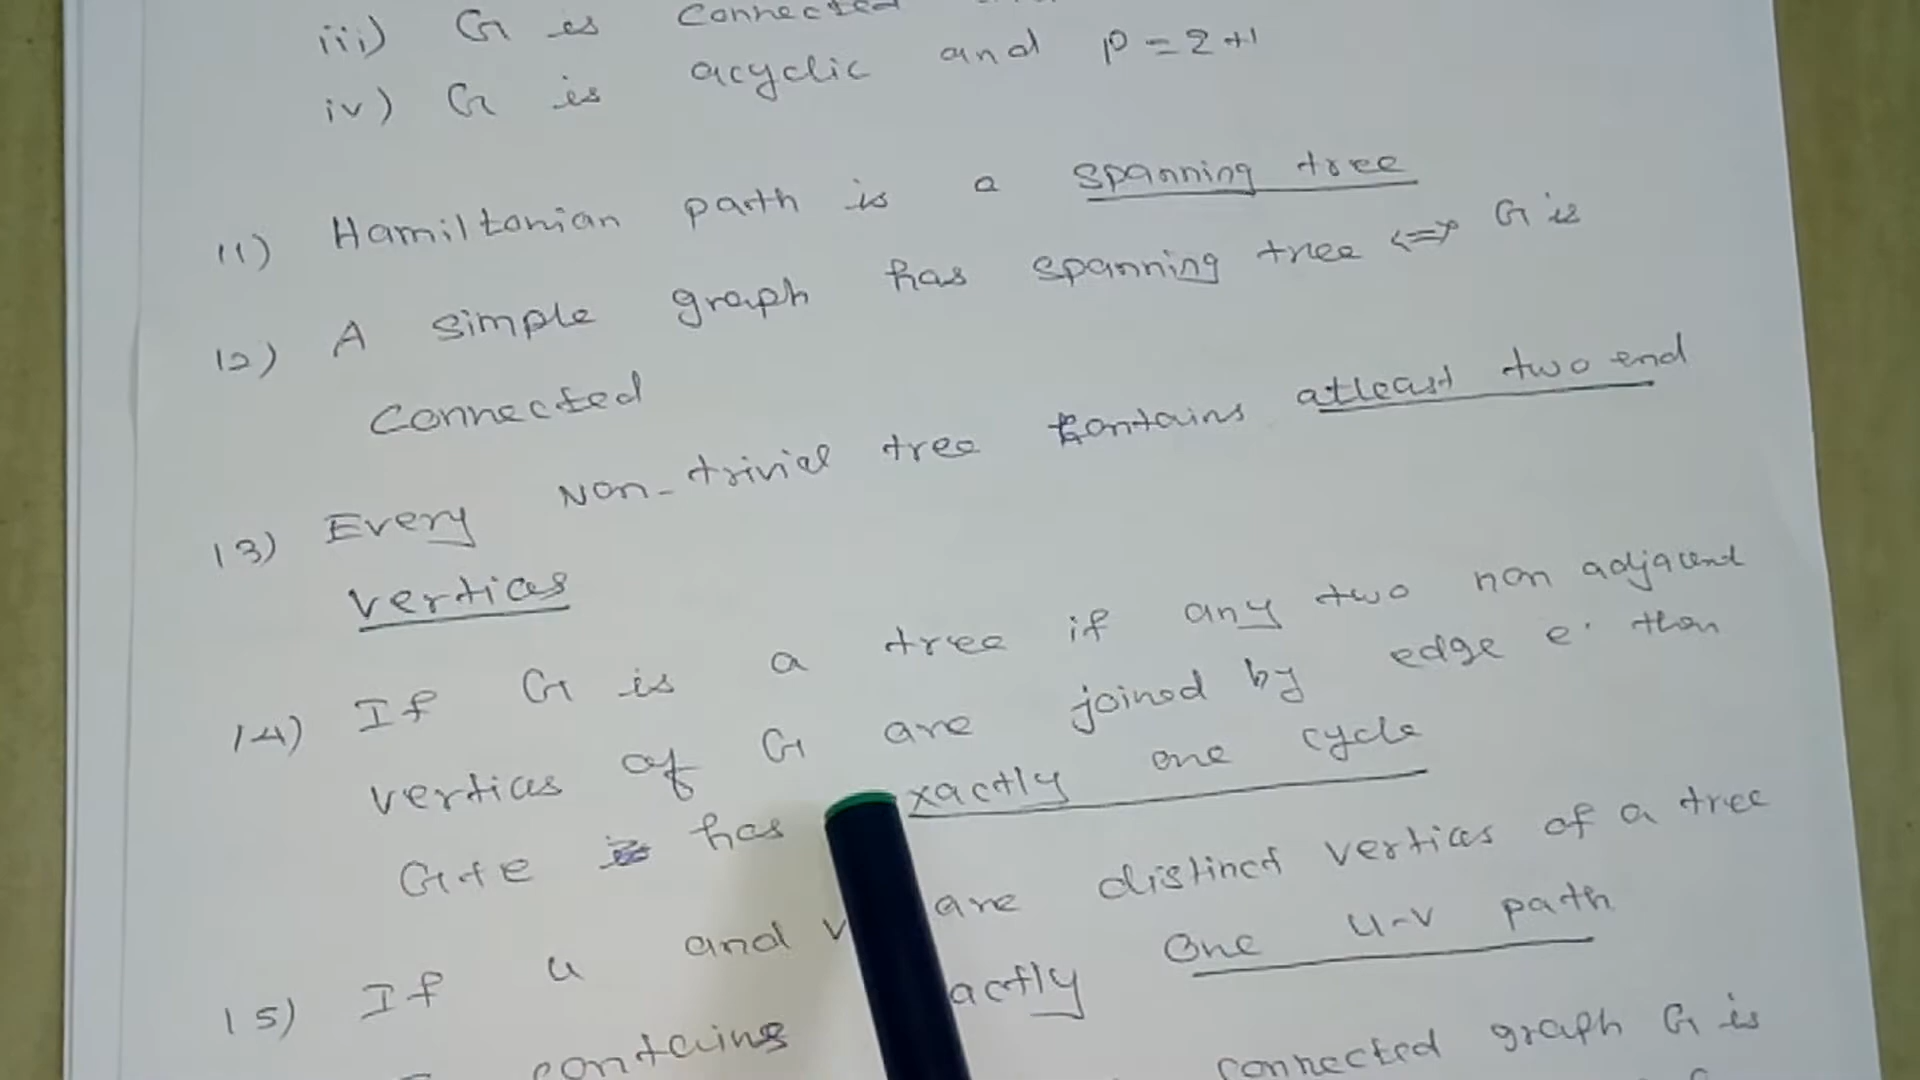 iii) G is connected
iv) G is acyclic and p = q +1
11) Hamiltonian path is a spanning tree
12) A simple graph has spanning tree <=> G is
connected
13) Every non-trivial tree contains atleast two end
vertices
14) If G is a tree if any two non adjacent
vertices of G are joined by edge e. then
G+e has xactly one cycle
15) If u and v are distinct vertices of a tree
contains actly one u-v path
connected graph G is